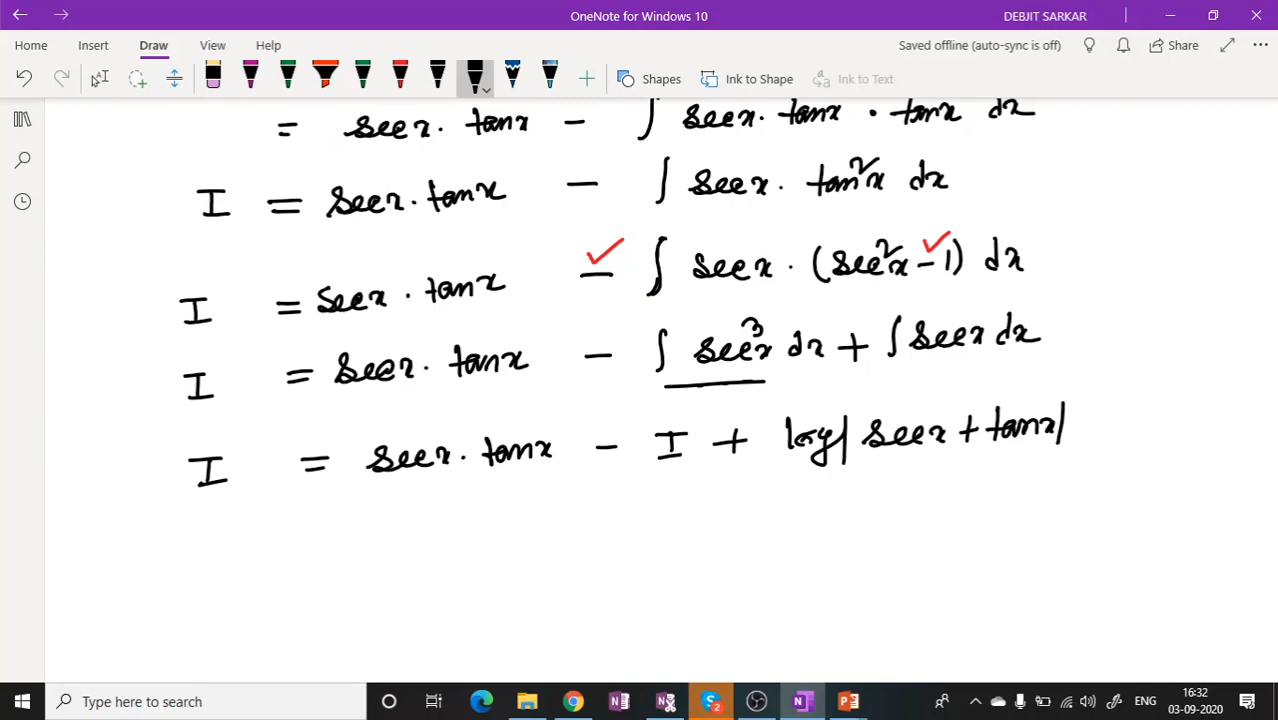 OneNote for Windows 10
DEBJIT SARKAR
Home Insert Draw View Help
Saved offline (auto-sync is off)
Share
Shapes Ink to Shape Ink to Text
= secx · tanx − ∫ secx · tanx · tanx dx
I = secx · tanx − ∫ secx · tan²x dx
I = secx · tanx − ∫ secx · (sec²x − 1) dx
I = secx · tanx − ∫ sec³x dx + ∫ secx dx
I = secx · tanx − I + log|secx + tanx|
Type here to search
2
ENG
16:32
03-09-2020